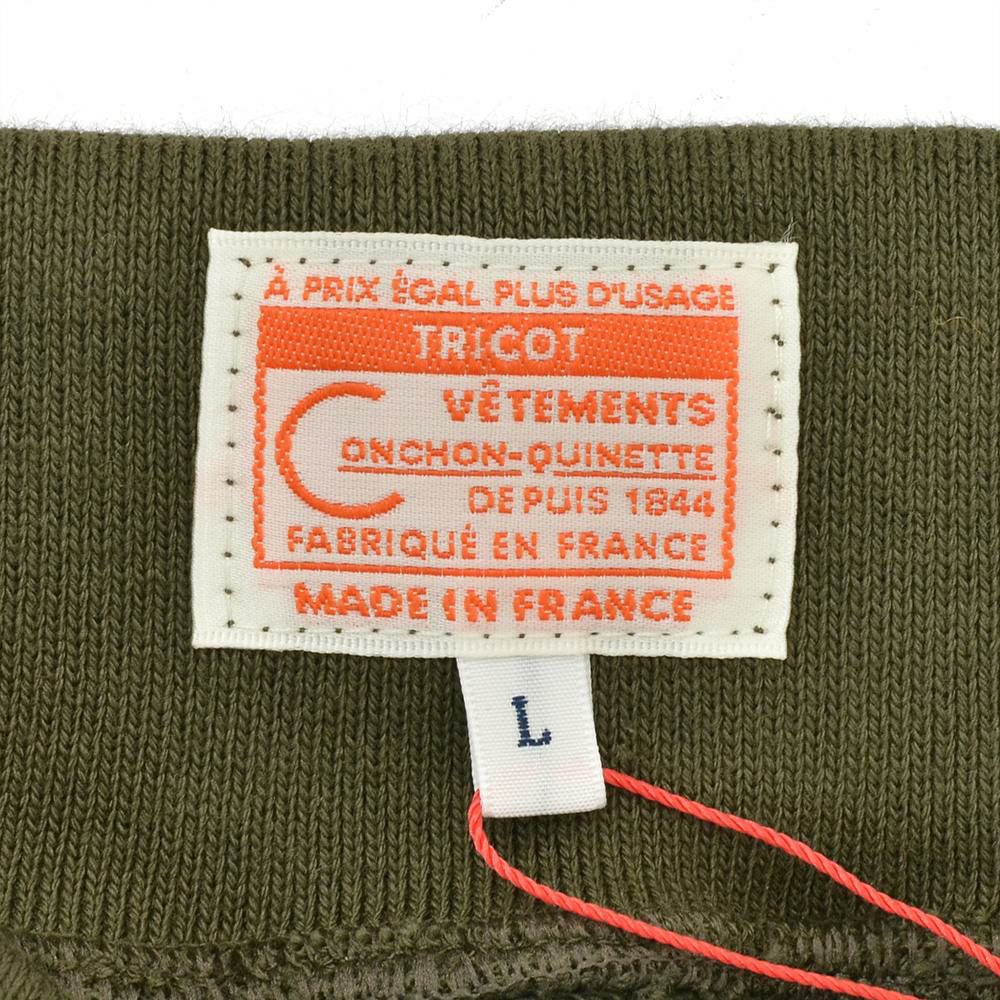 À PRIX ÉGAL PLUS D'USAGE
TRICOT
VÊTEMENTS
CONCHON-QUINETTE
DEPUIS 1844
FABRIQUÉ EN FRANCE
MADE IN FRANCE
L